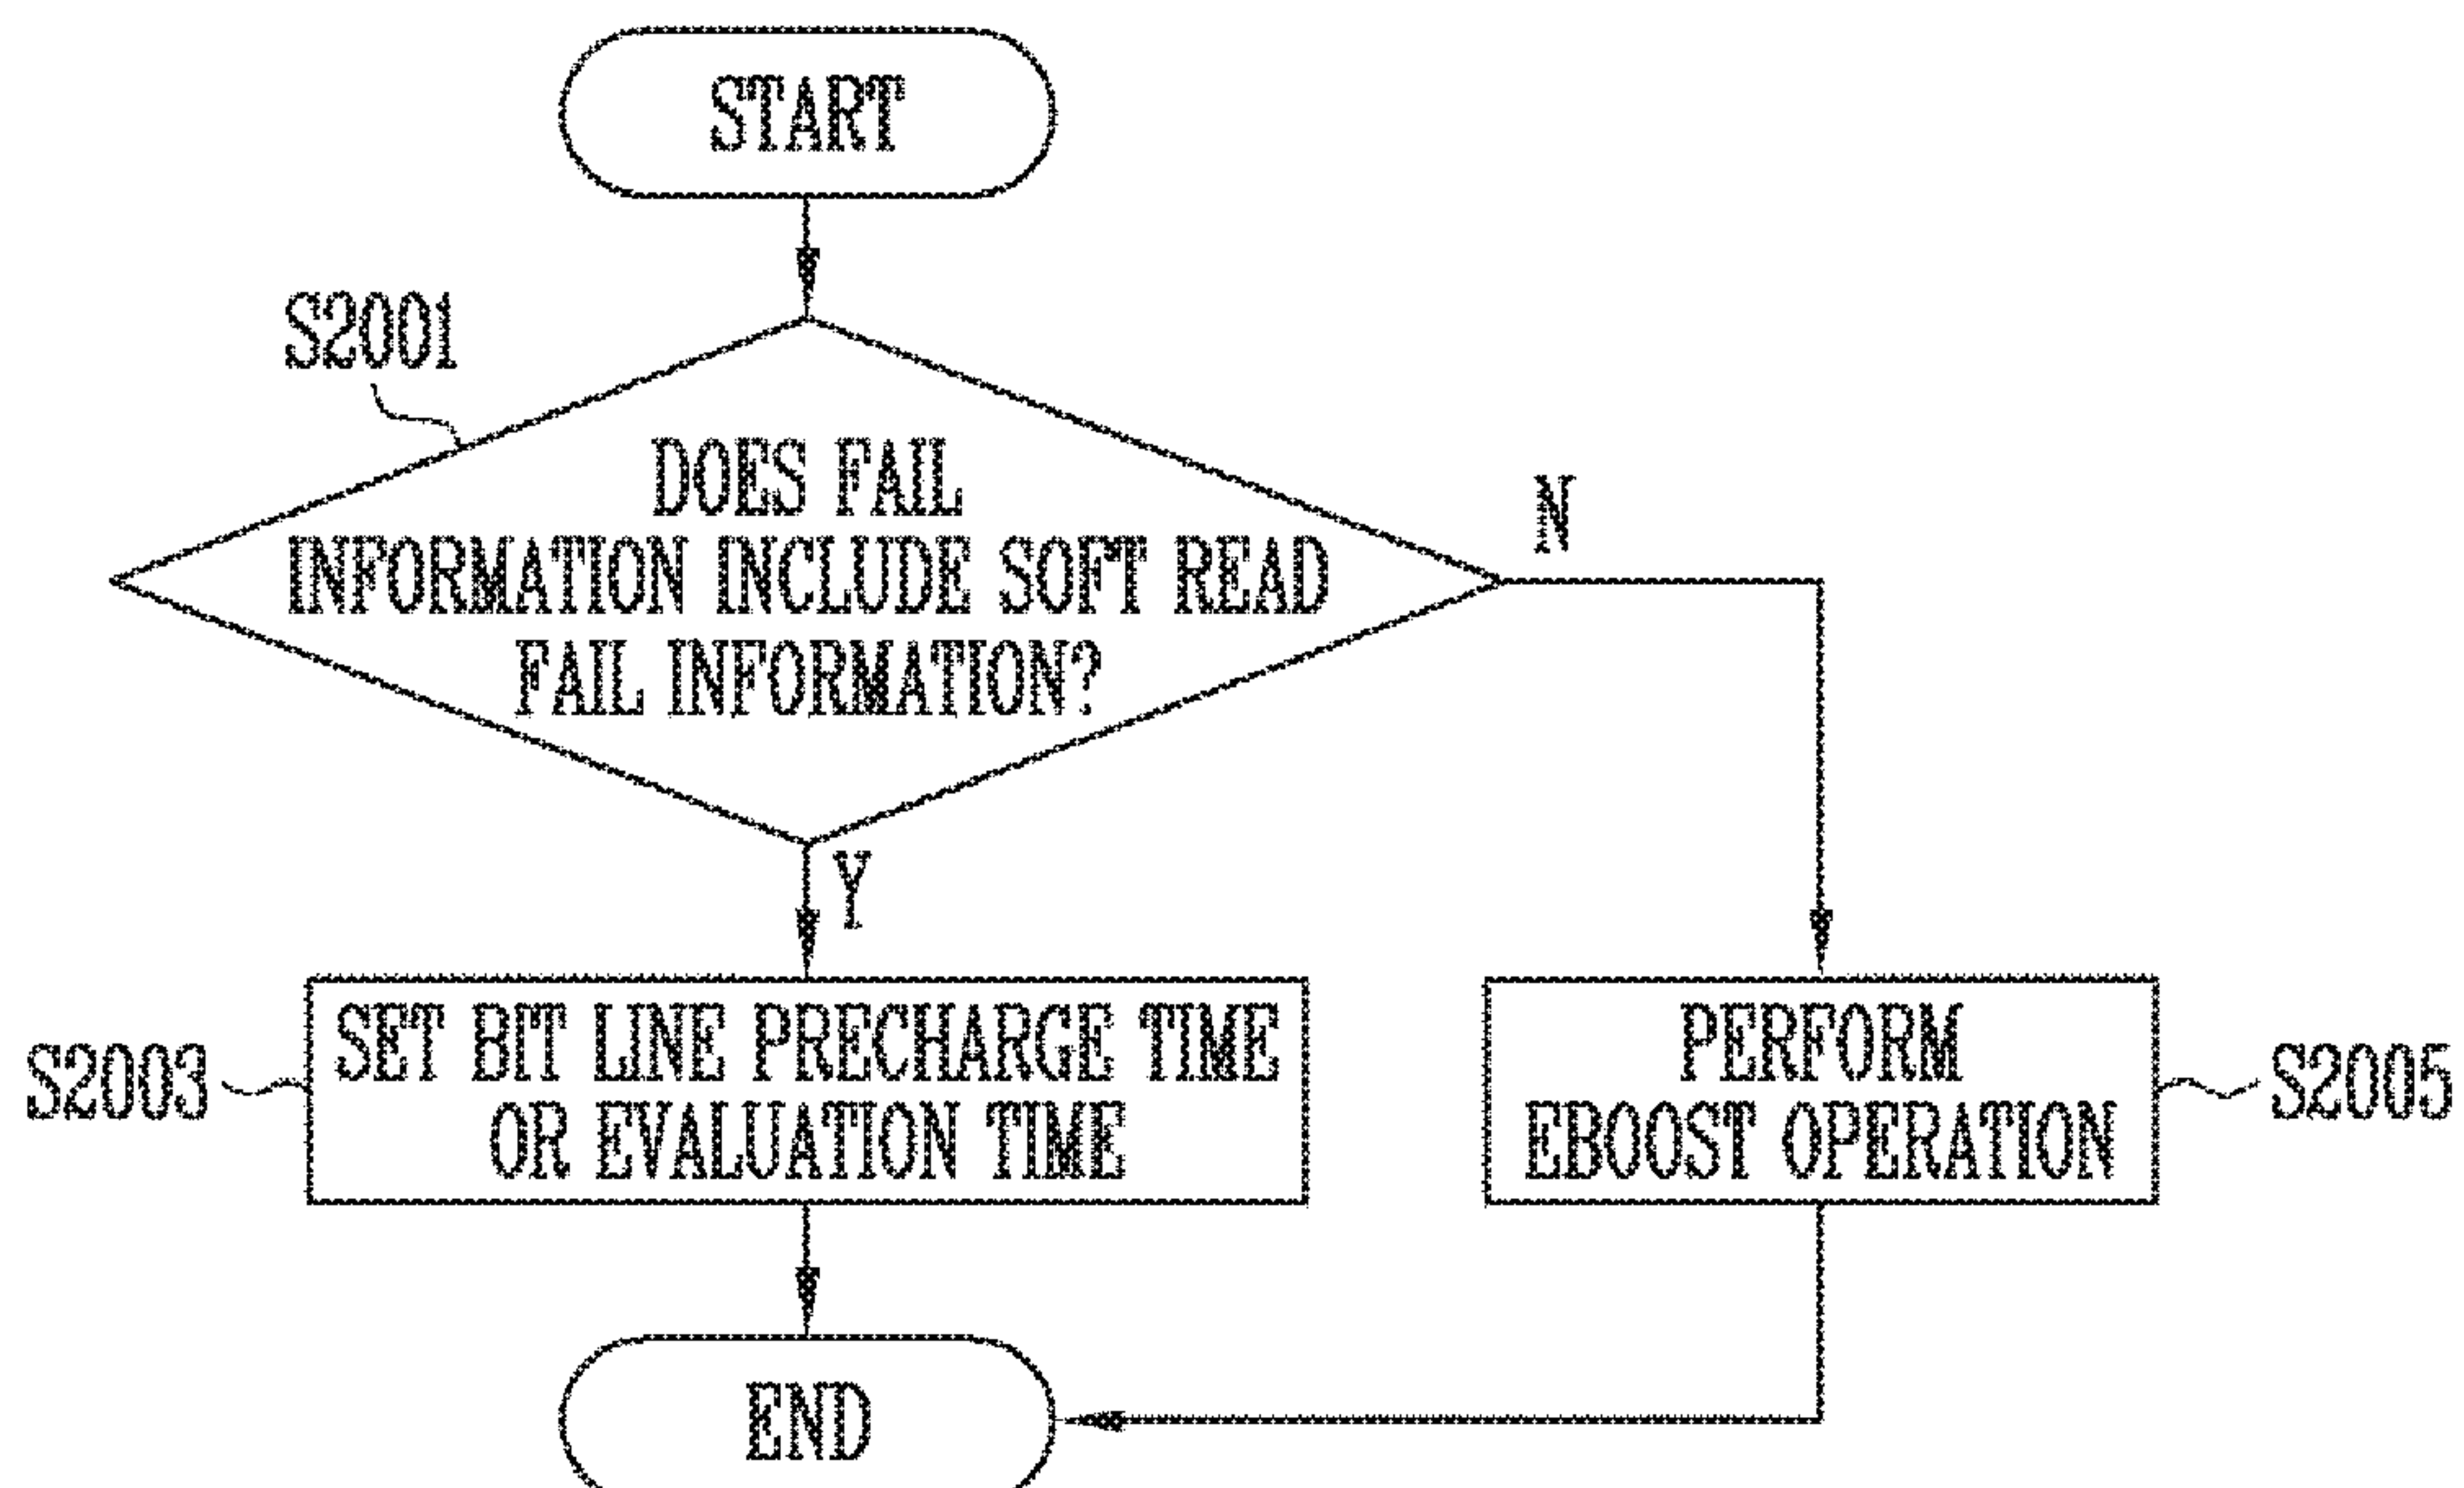 START
S2001
DOES FAIL
INFORMATION INCLUDE SOFT READ
FAIL INFORMATION?
N
Y
S2003
SET BIT LINE PRECHARGE TIME
OR EVALUATION TIME
PERFORM
EBOOST OPERATION
S2005
END